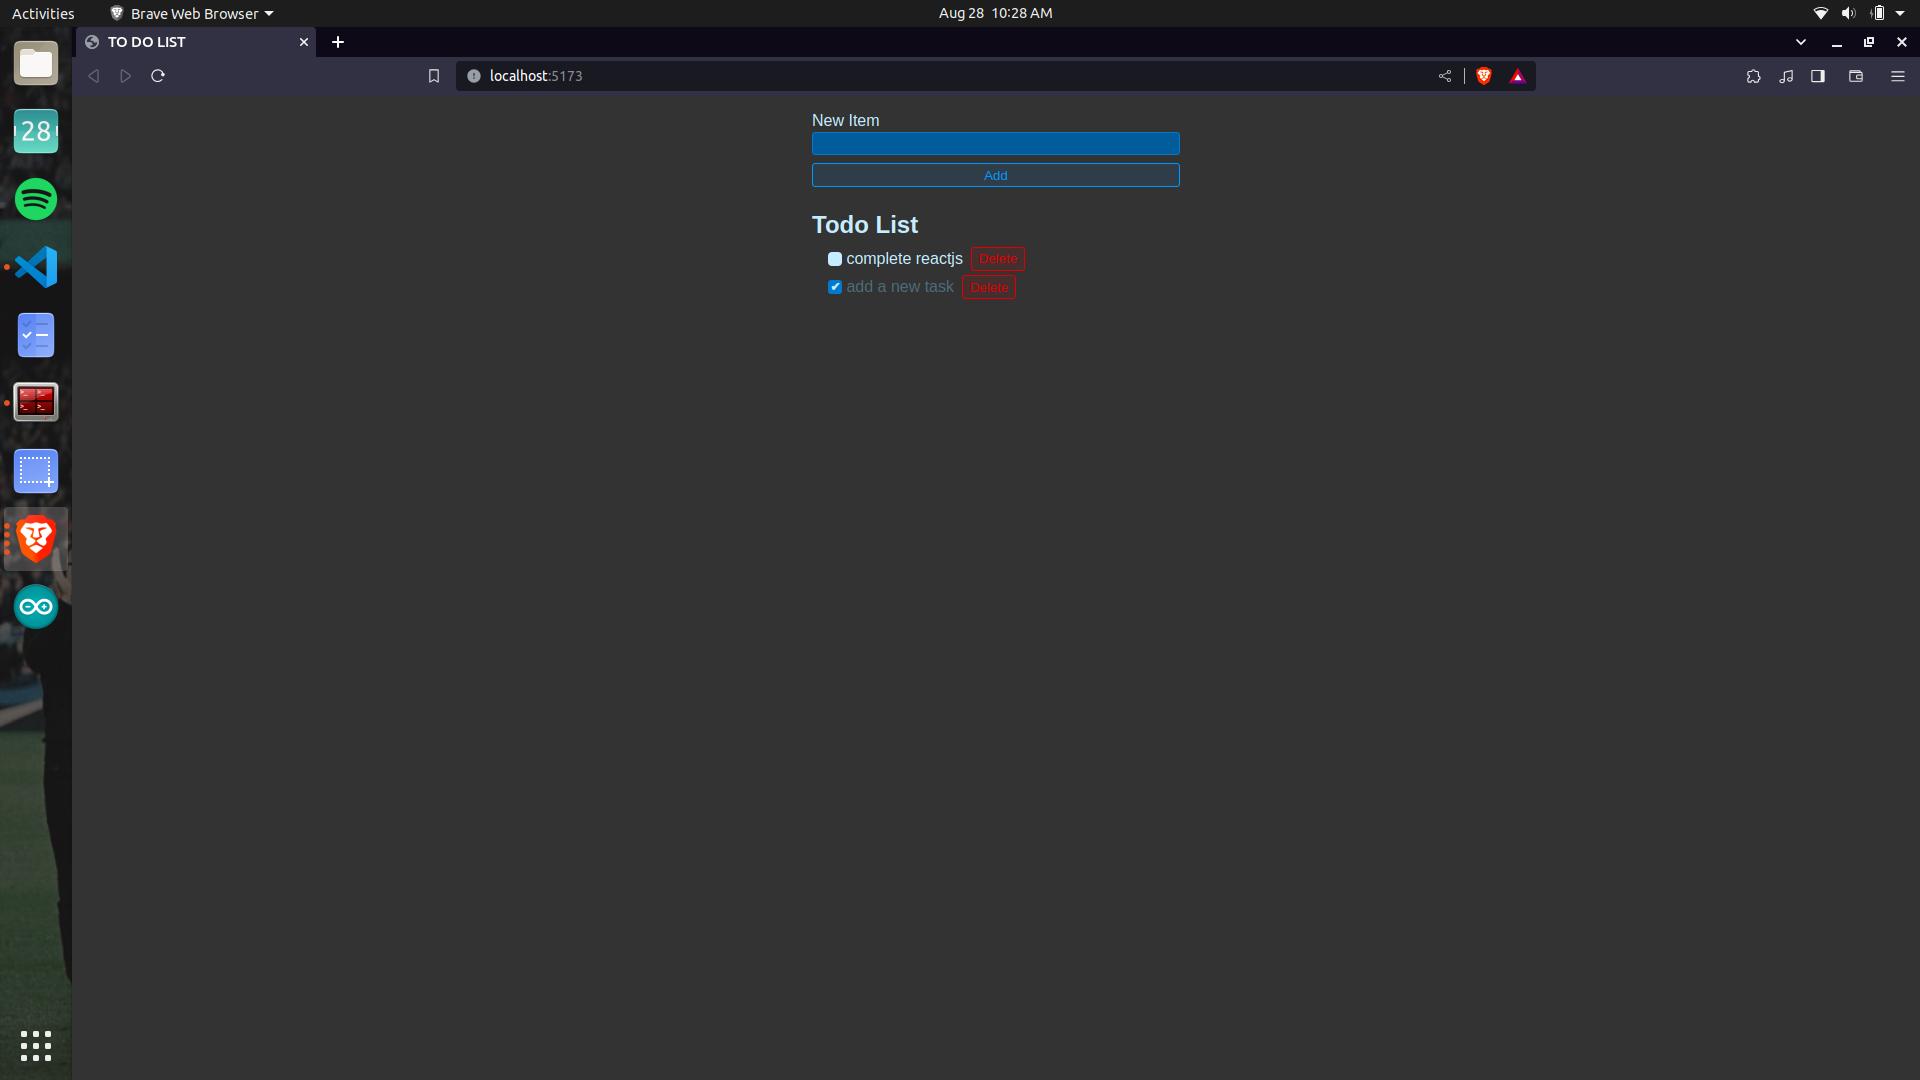 Activities
Brave Web Browser
Aug 28 10:28 AM
TO DO LIST
localhost:5173
28
New Item
Add
Todo List
complete reactjs Delete
add a new task Delete